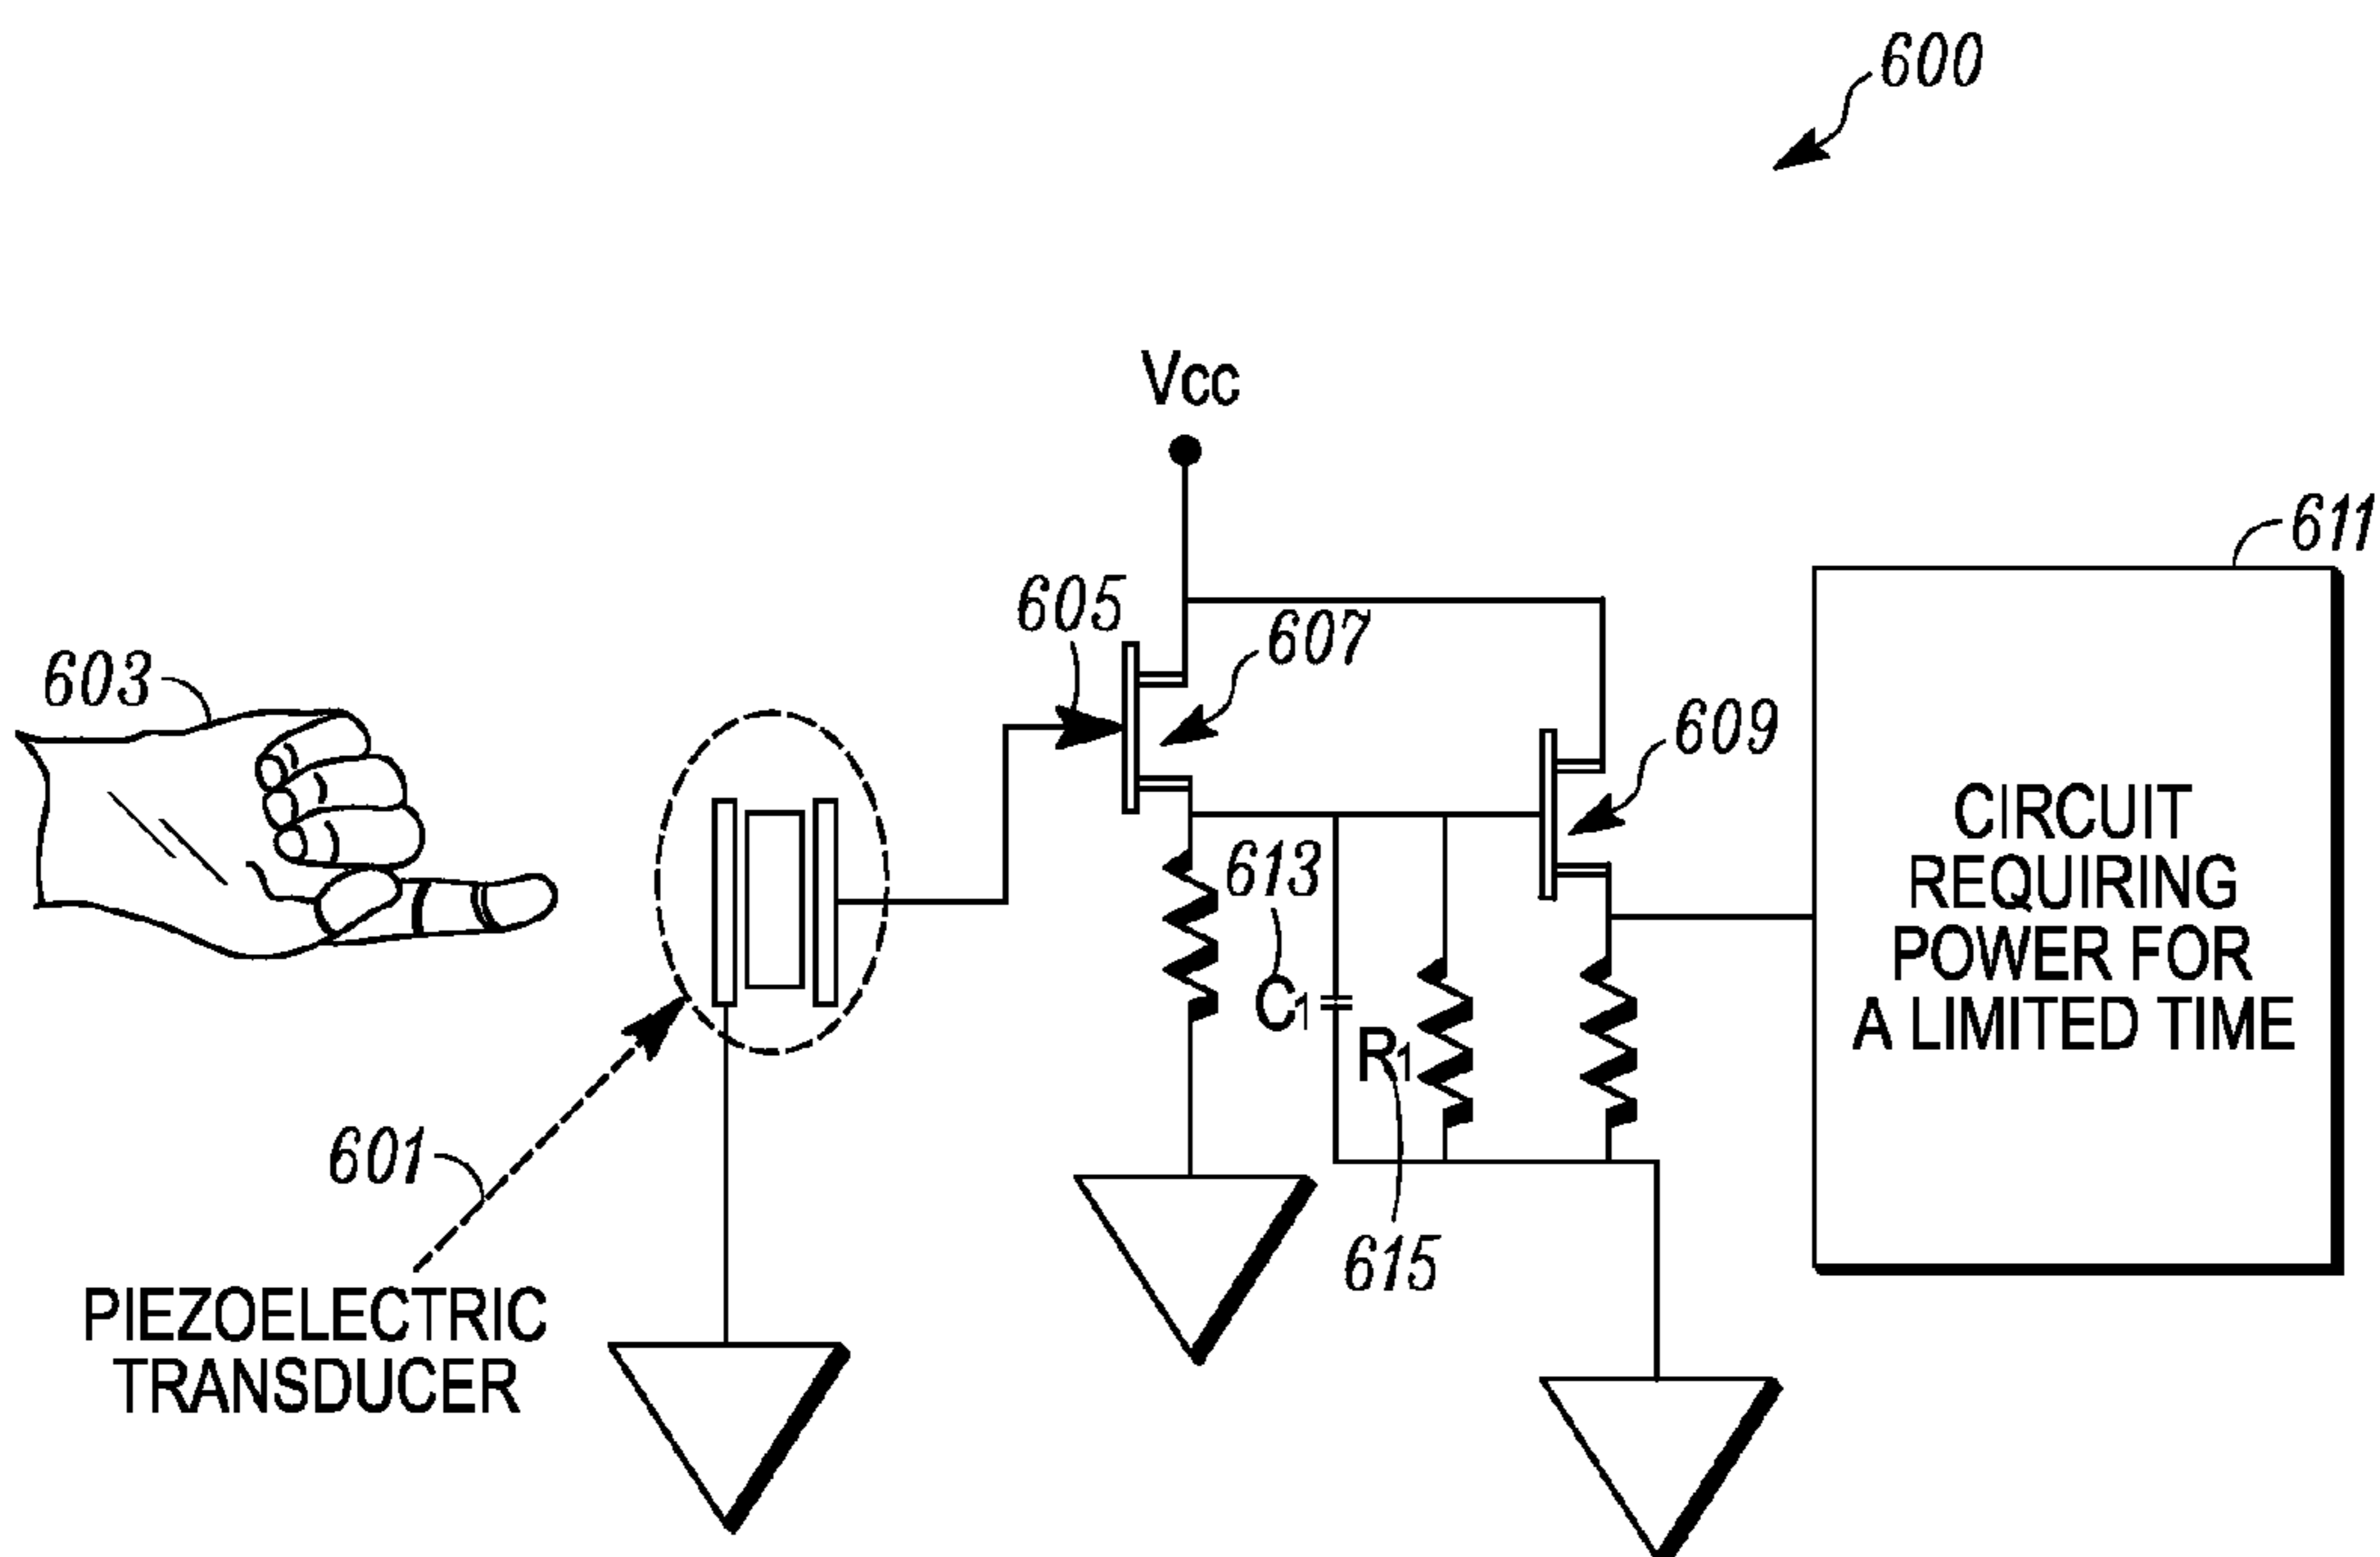 600
Vcc
611
605
607
603
609
CIRCUIT
REQUIRING
POWER FOR
A LIMITED TIME
613
C1
R1
601
615
PIEZOELECTRIC
TRANSDUCER